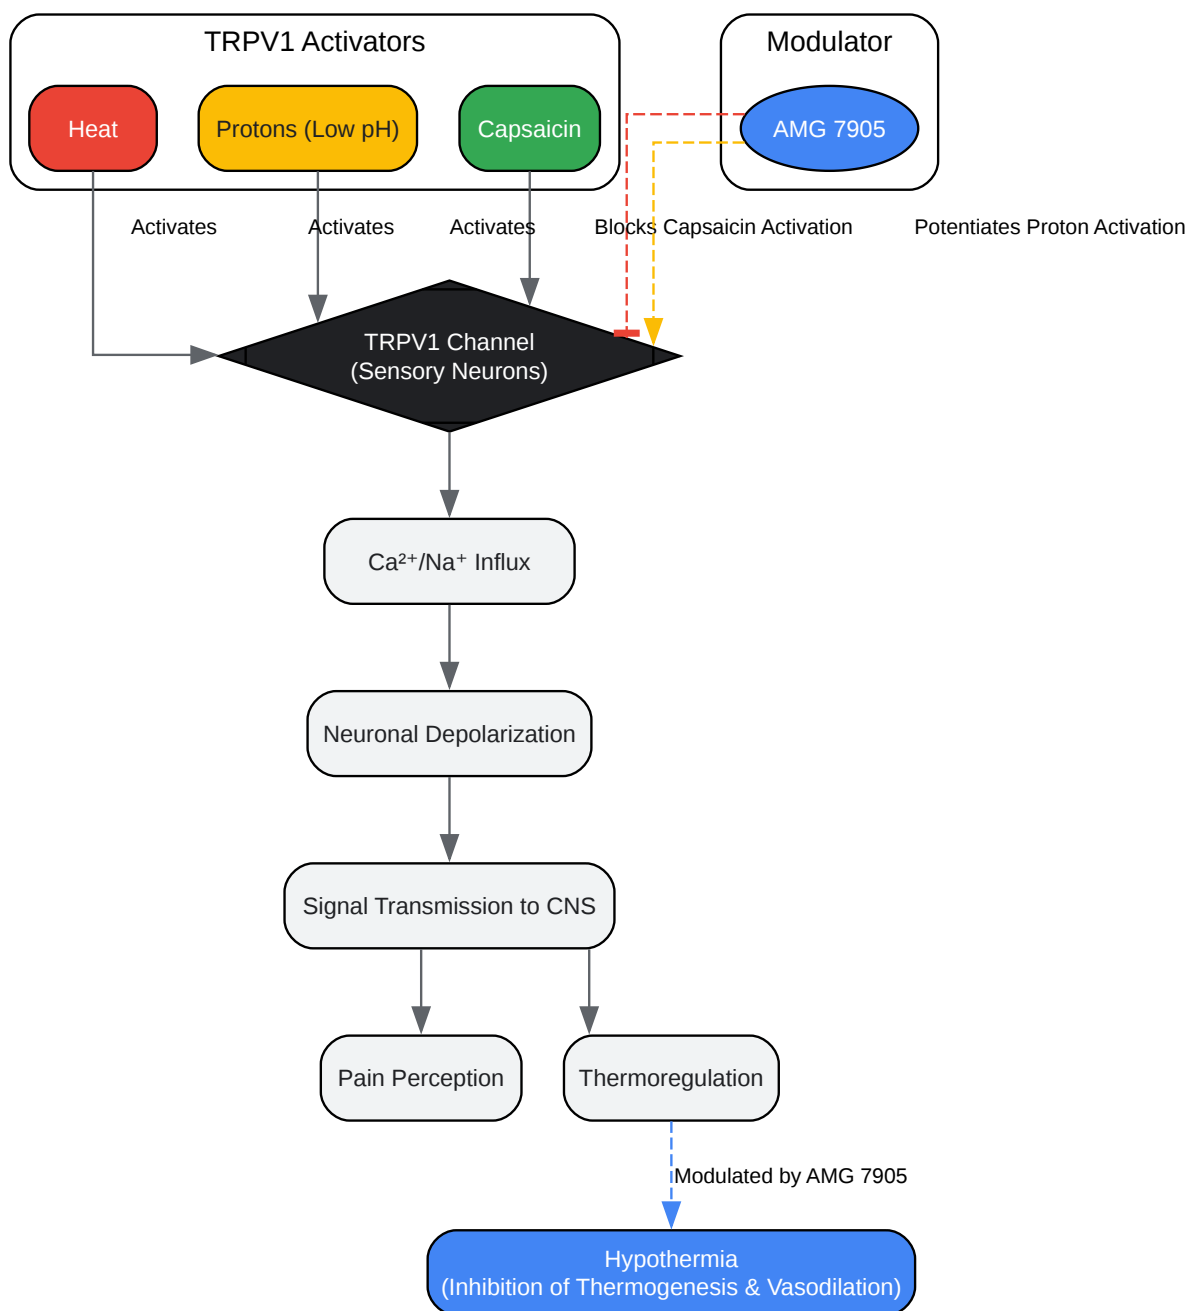 TRPV1 Activators
Modulator
Heat
Protons (Low pH)
Capsaicin
AMG 7905
Activates
Activates
Activates
Blocks Capsaicin Activation
Potentiates Proton Activation
TRPV1 Channel
(Sensory Neurons)
Ca²⁺/Na⁺ Influx
Neuronal Depolarization
Signal Transmission to CNS
Pain Perception
Thermoregulation
Modulated by AMG 7905
Hypothermia
(Inhibition of Thermogenesis & Vasodilation)